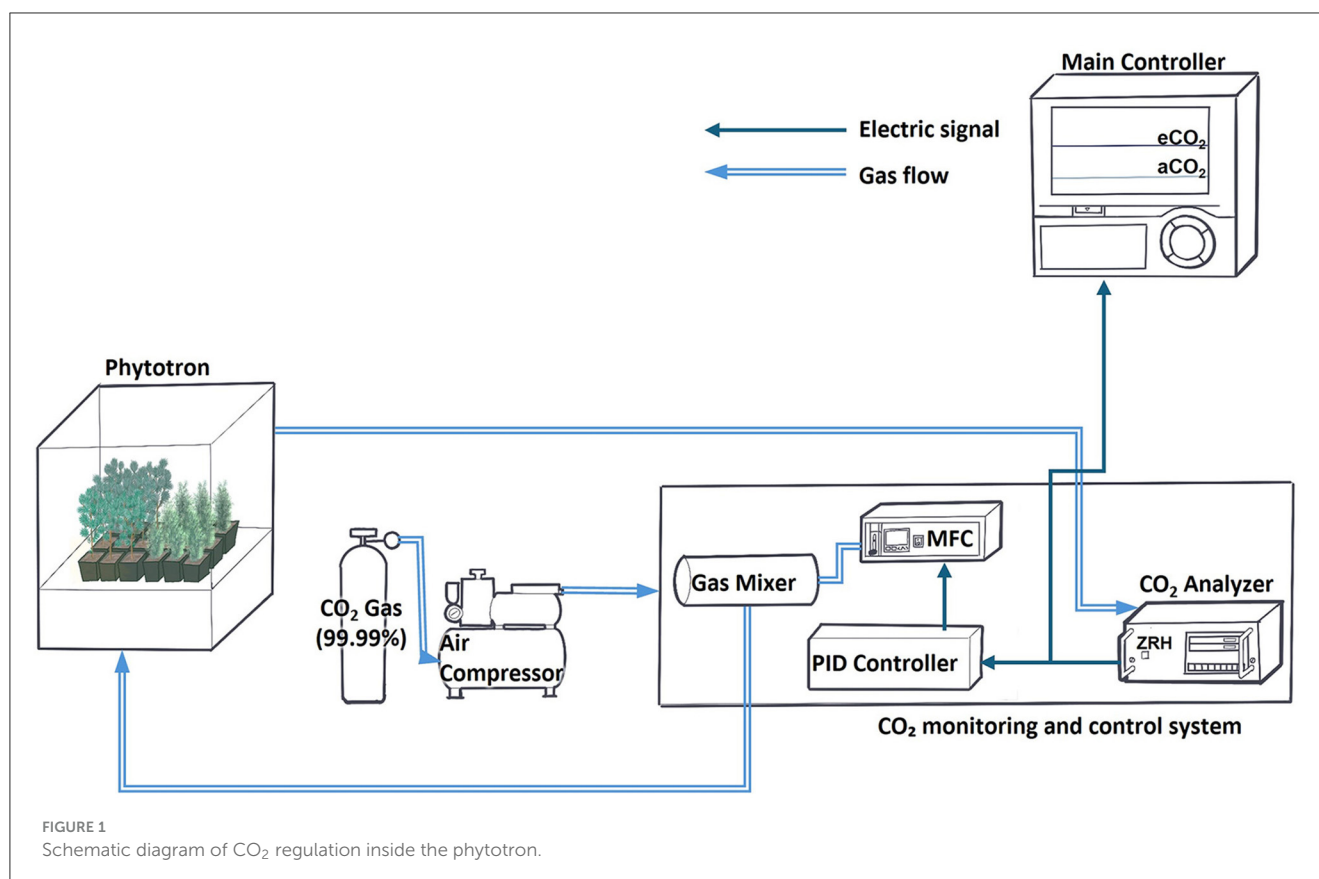 Main Controller
Electric signal
eCO₂
aCO₂
Gas flow
Phytotron
CO₂ Gas
(99.99%)
Air
Compressor
Gas Mixer
MFC
PID Controller
CO₂ Analyzer
ZRH
CO₂ monitoring and control system
FIGURE 1
Schematic diagram of CO₂ regulation inside the phytotron.